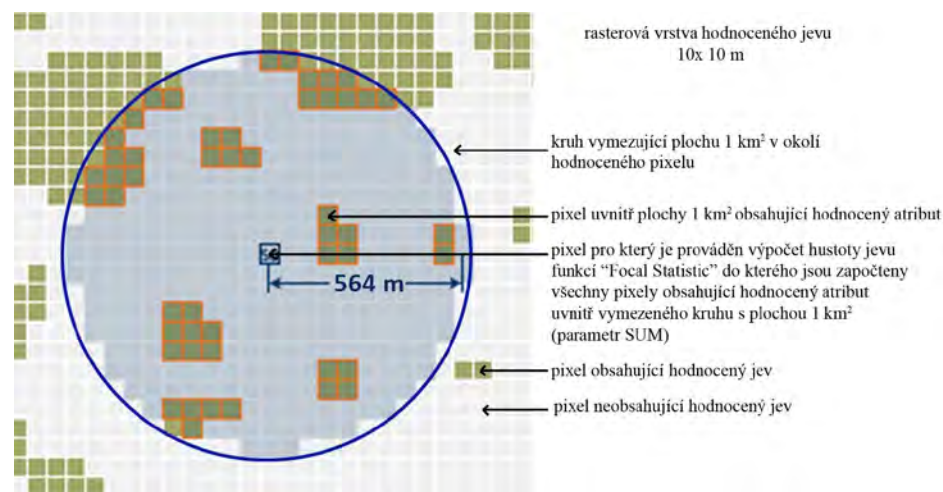 rasterová vrstva hodnoceného jevu
10x 10 m
kruh vymezující plochu 1 km² v okolí
hodnoceného pixelu
pixel uvnitř plochy 1 km² obsahující hodnocený atribut
pixel pro který je prováděn výpočet hustoty jevu
funkcí “Focal Statistic” do kterého jsou započteny
všechny pixely obsahující hodnocený atribut
uvnitř vymezeného kruhu s plochou 1 km²
(parametr SUM)
564 m
pixel obsahující hodnocený jev
pixel neobsahující hodnocený jev